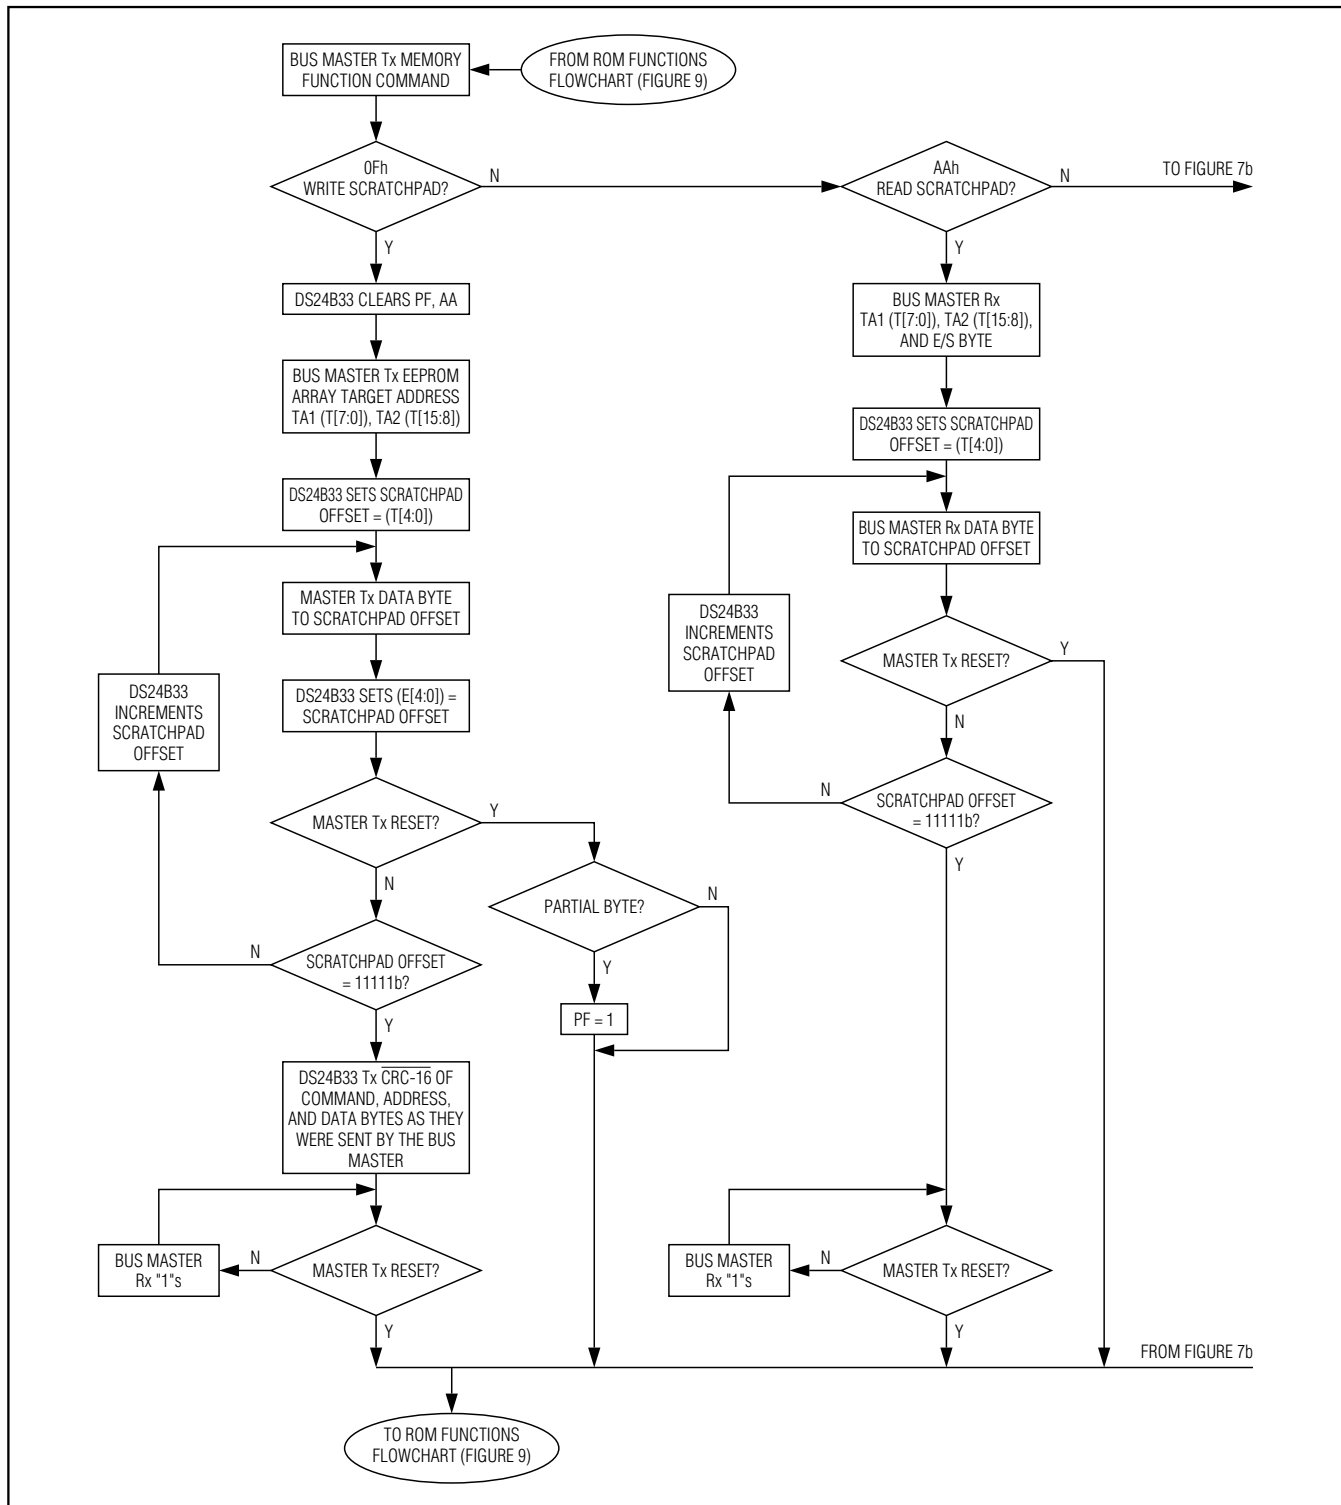 BUS MASTER Tx MEMORY
FUNCTION COMMAND
FROM ROM FUNCTIONS
FLOWCHART (FIGURE 9)
0Fh
WRITE SCRATCHPAD?
N
Y
AAh
READ SCRATCHPAD?
N
TO FIGURE 7b
Y
DS24B33 CLEARS PF, AA
BUS MASTER Tx EEPROM
ARRAY TARGET ADDRESS
TA1 (T[7:0]), TA2 (T[15:8])
DS24B33 SETS SCRATCHPAD
OFFSET = (T[4:0])
MASTER Tx DATA BYTE
TO SCRATCHPAD OFFSET
DS24B33 SETS (E[4:0]) =
SCRATCHPAD OFFSET
DS24B33
INCREMENTS
SCRATCHPAD
OFFSET
MASTER Tx RESET?
Y
N
PARTIAL BYTE?
N
Y
PF = 1
SCRATCHPAD OFFSET
= 11111b?
N
Y
DS24B33 Tx CRC-16 OF
COMMAND, ADDRESS,
AND DATA BYTES AS THEY
WERE SENT BY THE BUS
MASTER
BUS MASTER
Rx "1"s
N
MASTER Tx RESET?
Y
BUS MASTER Rx
TA1 (T[7:0]), TA2 (T[15:8]),
AND E/S BYTE
DS24B33 SETS SCRATCHPAD
OFFSET = (T[4:0])
BUS MASTER Rx DATA BYTE
TO SCRATCHPAD OFFSET
DS24B33
INCREMENTS
SCRATCHPAD
OFFSET
MASTER Tx RESET?
Y
N
SCRATCHPAD OFFSET
= 11111b?
N
Y
BUS MASTER
Rx "1"s
N
MASTER Tx RESET?
Y
FROM FIGURE 7b
TO ROM FUNCTIONS
FLOWCHART (FIGURE 9)